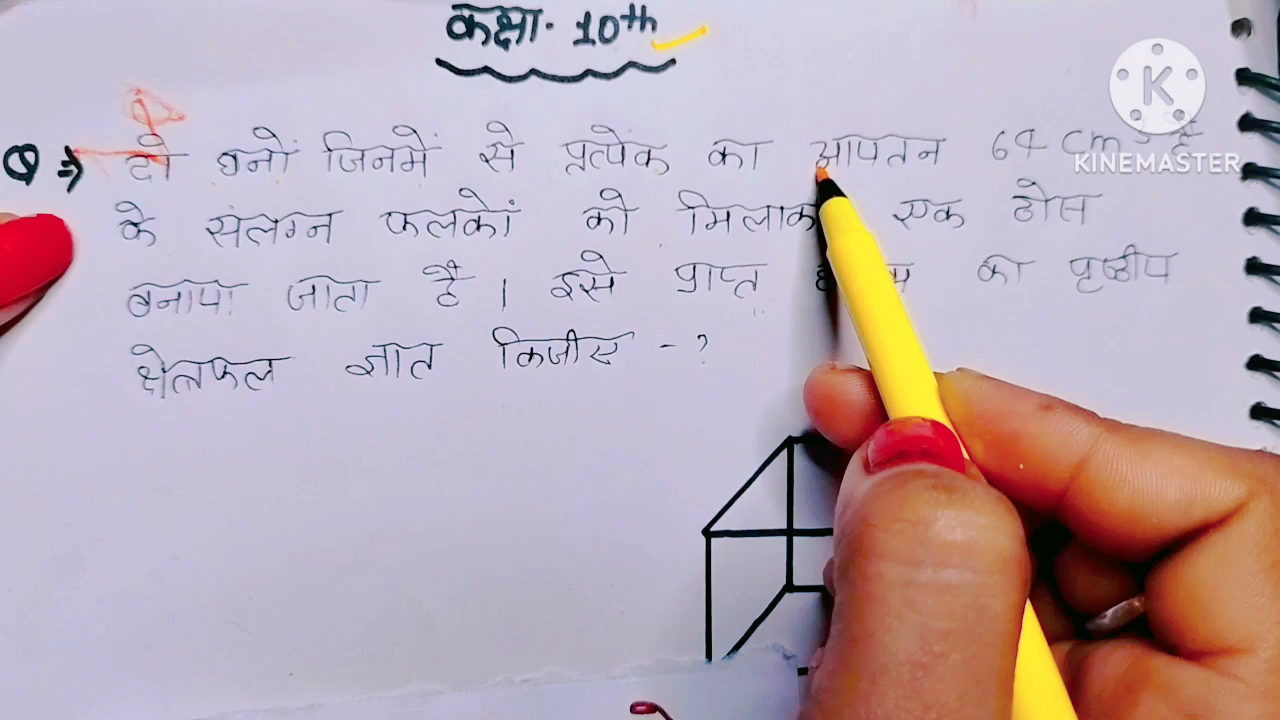 कक्षा. 10th
Q ⇒ दो घनों जिनमें से प्रत्येक का आयतन 64 cm³ है
के संलग्न फलकों को मिलाकर एक ठोस
बनाया जाता है । इसे प्राप्त का पृष्ठीय
क्षेत्रफल ज्ञात किजीए - ?
K
KINEMASTER